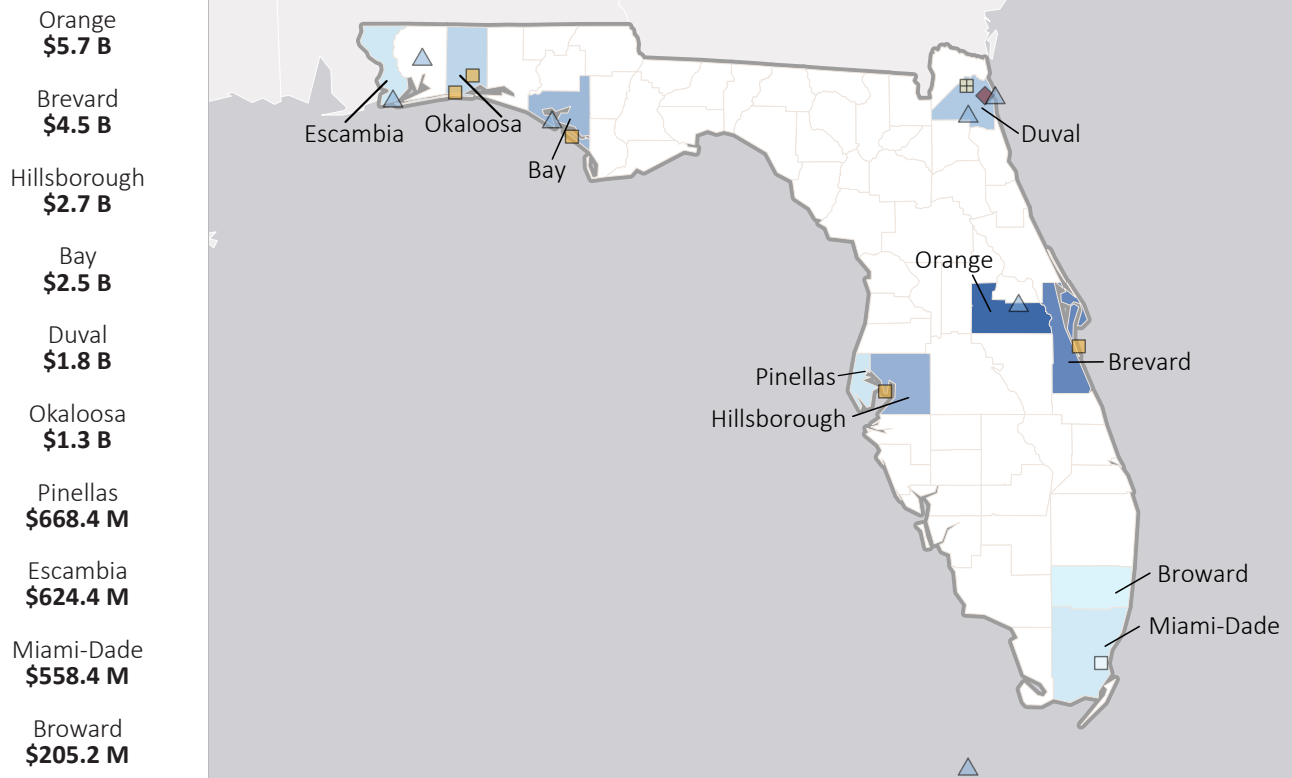 Orange
$5.7 B
Brevard
$4.5 B
Hillsborough
$2.7 B
Bay
$2.5 B
Duval
$1.8 B
Okaloosa
$1.3 B
Pinellas
$668.4 M
Escambia
$624.4 M
Miami-Dade
$558.4 M
Broward
$205.2 M
Escambia
Okaloosa
Bay
Duval
Orange
Brevard
Pinellas
Hillsborough
Broward
Miami-Dade